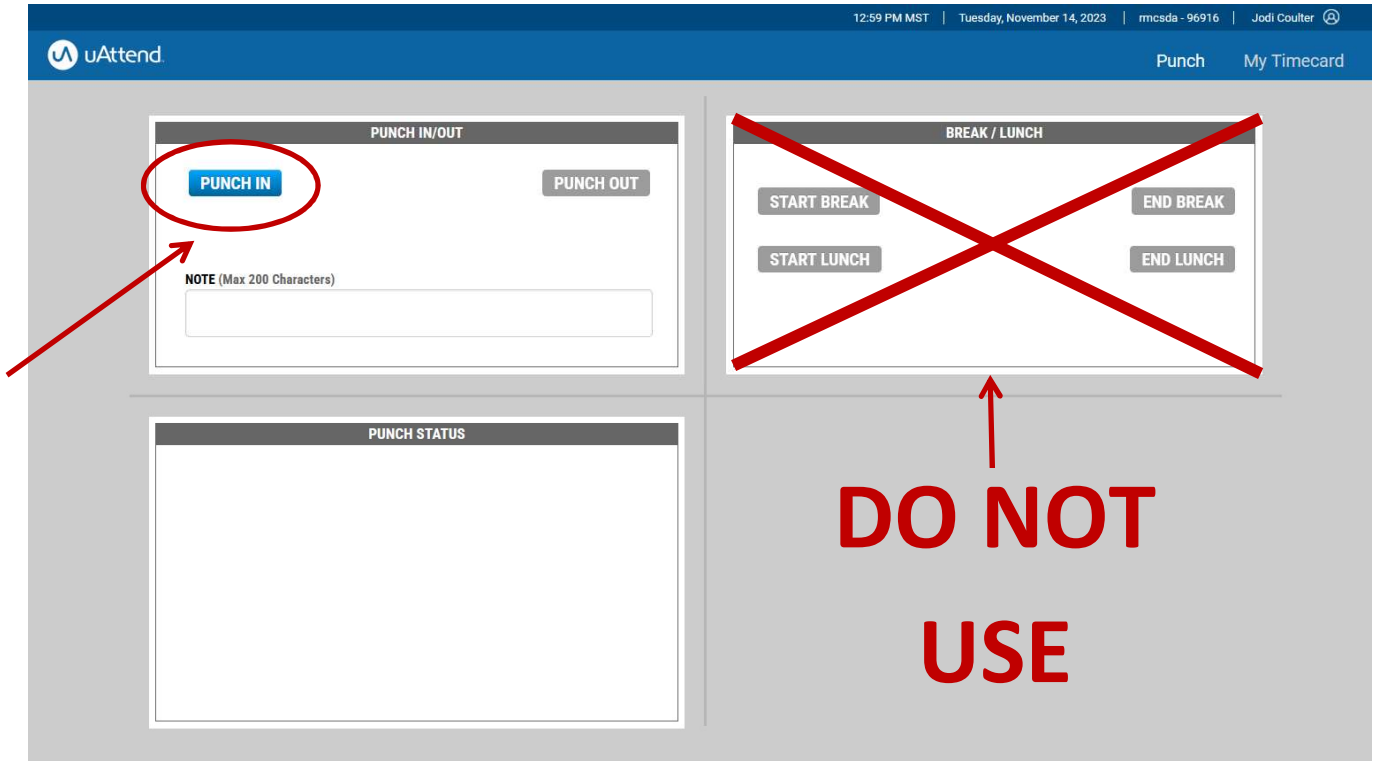 12:59 PM MST | Tuesday, November 14, 2023 | rmcsda - 96916 | Jodi Coulter
uAttend.
Punch My Timecard
PUNCH IN/OUT
PUNCH IN PUNCH OUT
NOTE (Max 200 Characters)
BREAK / LUNCH
START BREAK END BREAK
START LUNCH END LUNCH
PUNCH STATUS
DO NOT
USE